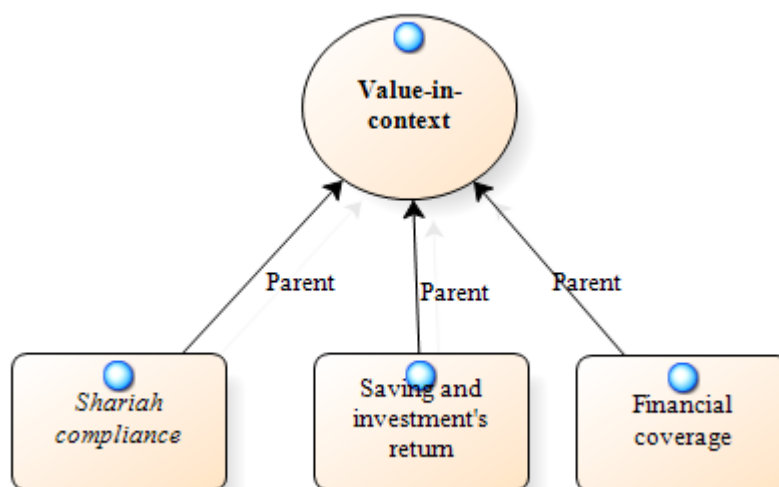 Value-in-
context
Parent
Parent
Parent
Shariah
compliance
Saving and
investment's
return
Financial
coverage